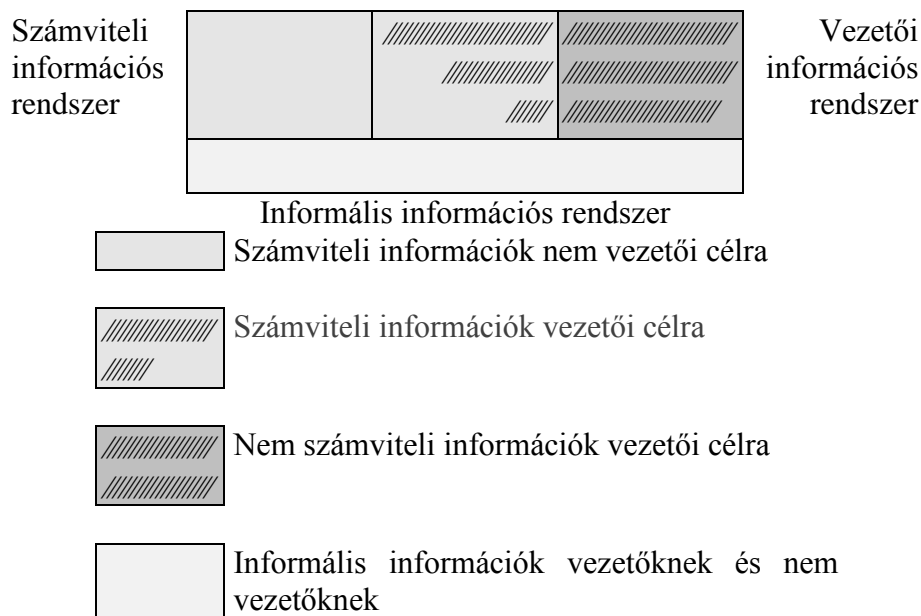 Számviteli
információs
rendszer
Vezetői
információs
rendszer
Informális információs rendszer
Számviteli információk nem vezetői célra
Számviteli információk vezetői célra
Nem számviteli információk vezetői célra
Informális információk vezetőknek és nem
vezetőknek